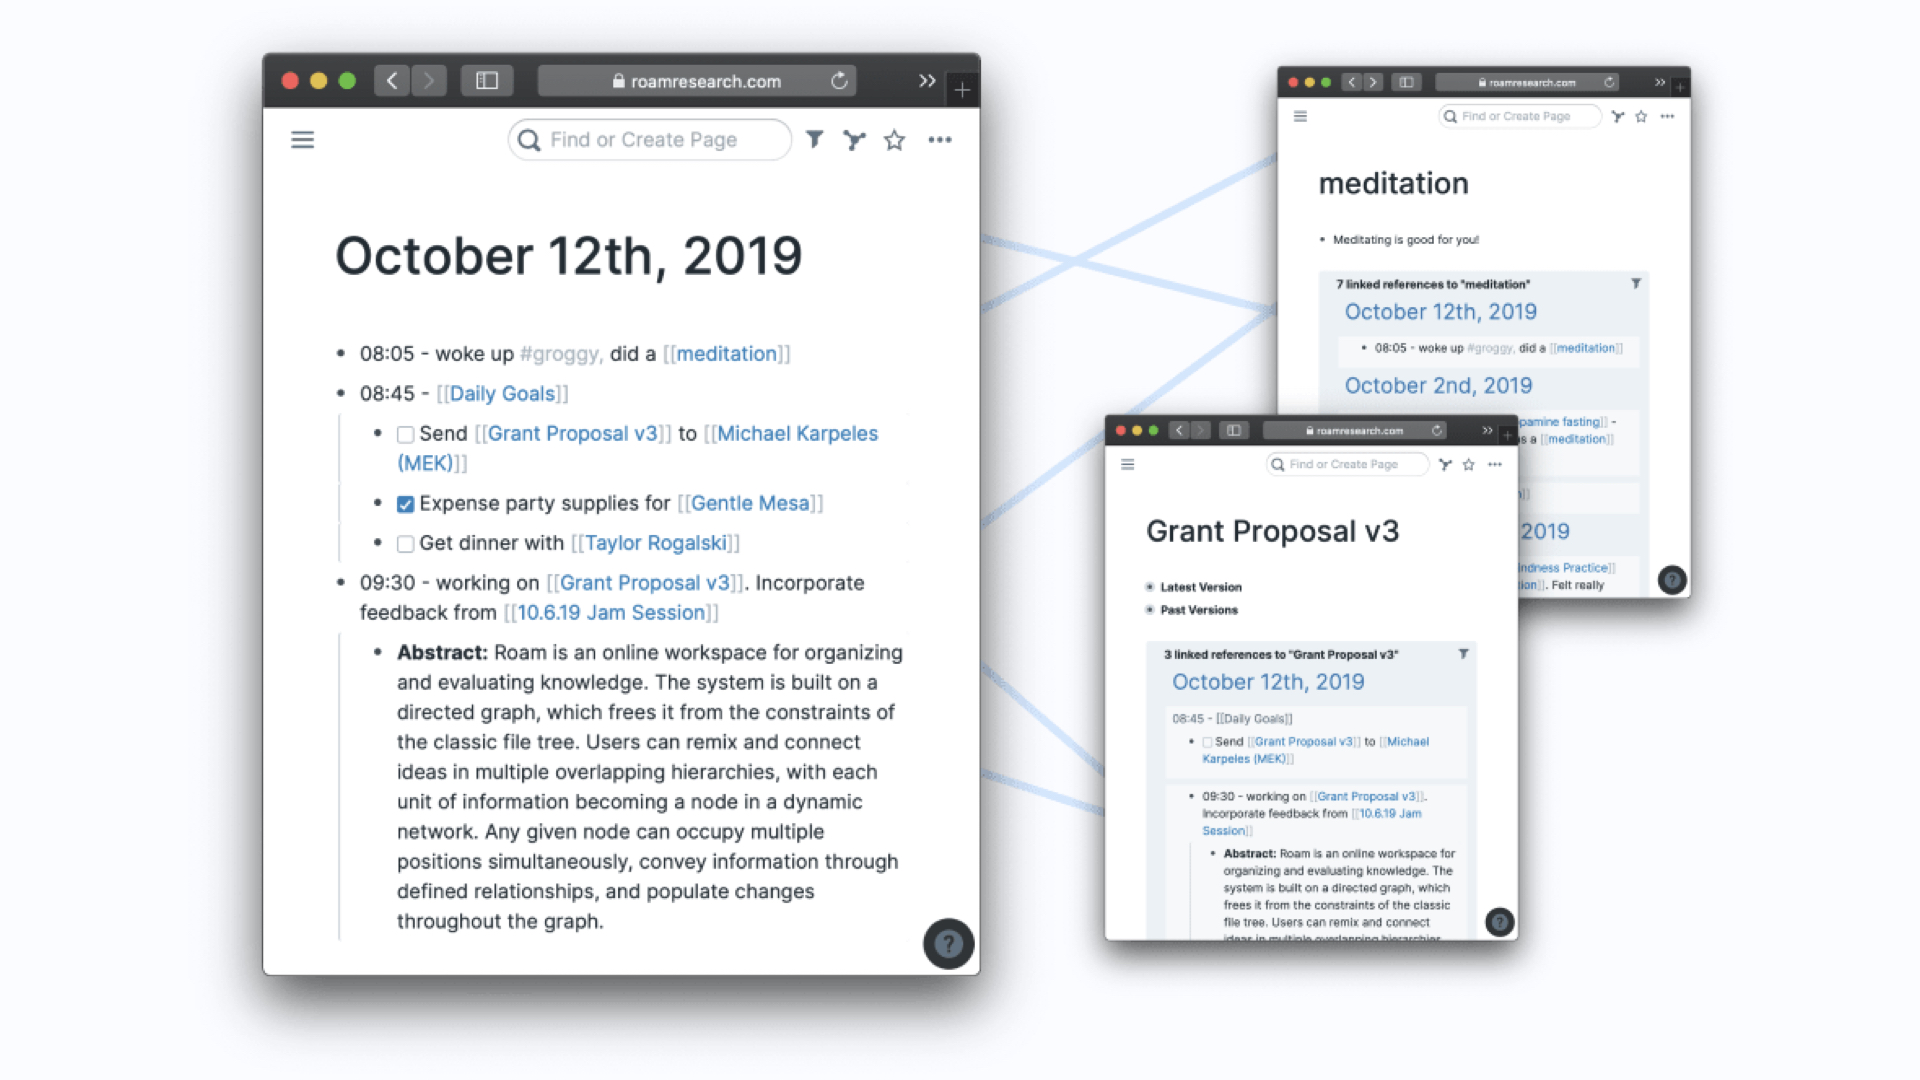 roamresearch.com
Find or Create Page
October 12th, 2019
08:05 - woke up #groggy, did a [[meditation]]
08:45 - [[Daily Goals]]
Send [[Grant Proposal v3]] to [[Michael Karpeles
(MEK)]]
Expense party supplies for [[Gentle Mesa]]
Get dinner with [[Taylor Rogalski]]
09:30 - working on [[Grant Proposal v3]]. Incorporate
feedback from [[10.6.19 Jam Session]]
Abstract: Roam is an online workspace for organizing
and evaluating knowledge. The system is built on a
directed graph, which frees it from the constraints of
the classic file tree. Users can remix and connect
ideas in multiple overlapping hierarchies, with each
unit of information becoming a node in a dynamic
network. Any given node can occupy multiple
positions simultaneously, convey information through
defined relationships, and populate changes
throughout the graph.
?
roamresearch.com
Find or Create Page
meditation
Meditating is good for you!
7 linked references to "meditation"
October 12th, 2019
08:05 - woke up #groggy, did a [[meditation]]
October 2nd, 2019
fasting]] -
a [[meditation]]
2019
Practice]]
. Felt really
?
roamresearch.com
Find or Create Page
Grant Proposal v3
Latest Version
Past Versions
3 linked references to "Grant Proposal v3"
October 12th, 2019
08:45 - [[Daily Goals]]
Send [[Grant Proposal v3]] to [[Michael
Karpeles (MEK)]]
09:30 - working on [[Grant Proposal v3]].
Incorporate feedback from [[10.6.19 Jam
Session]]
Abstract: Roam is an online workspace for
organizing and evaluating knowledge. The
system is built on a directed graph, which
frees it from the constraints of the classic
file tree. Users can remix and connect
ideas in multiple overlapping hierarchies
?